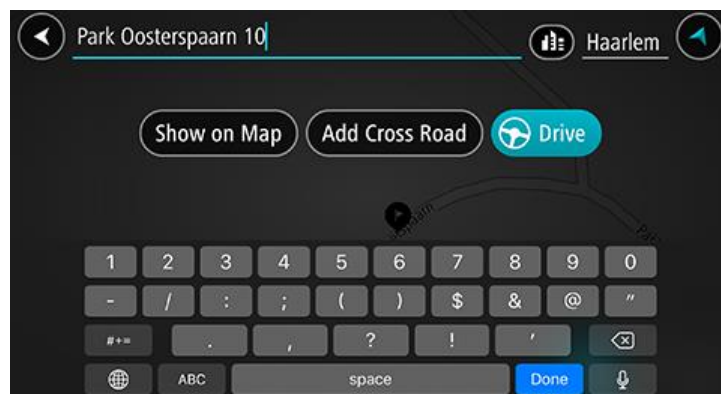 Park Oosterspaarn 10
Haarlem
Show on Map
Add Cross Road
Drive
1 2 3 4 5 6 7 8 9 0
- / : ; ( ) $ & @ "
#+= . , ? ! '
ABC space Done